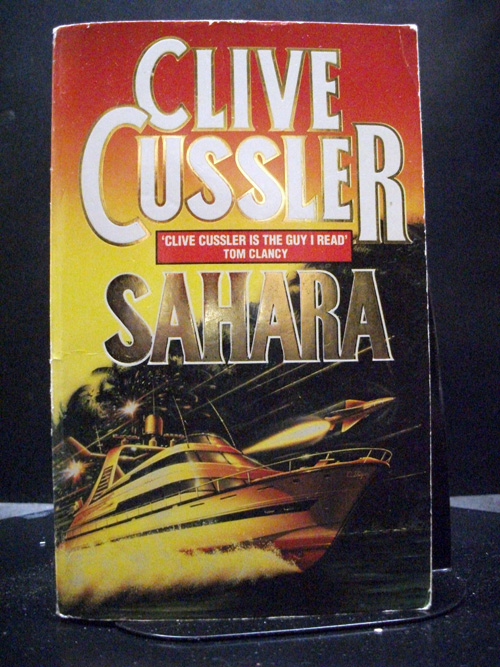 CLIVE
CUSSLER
'CLIVE CUSSLER IS THE GUY I READ'
TOM CLANCY
SAHARA